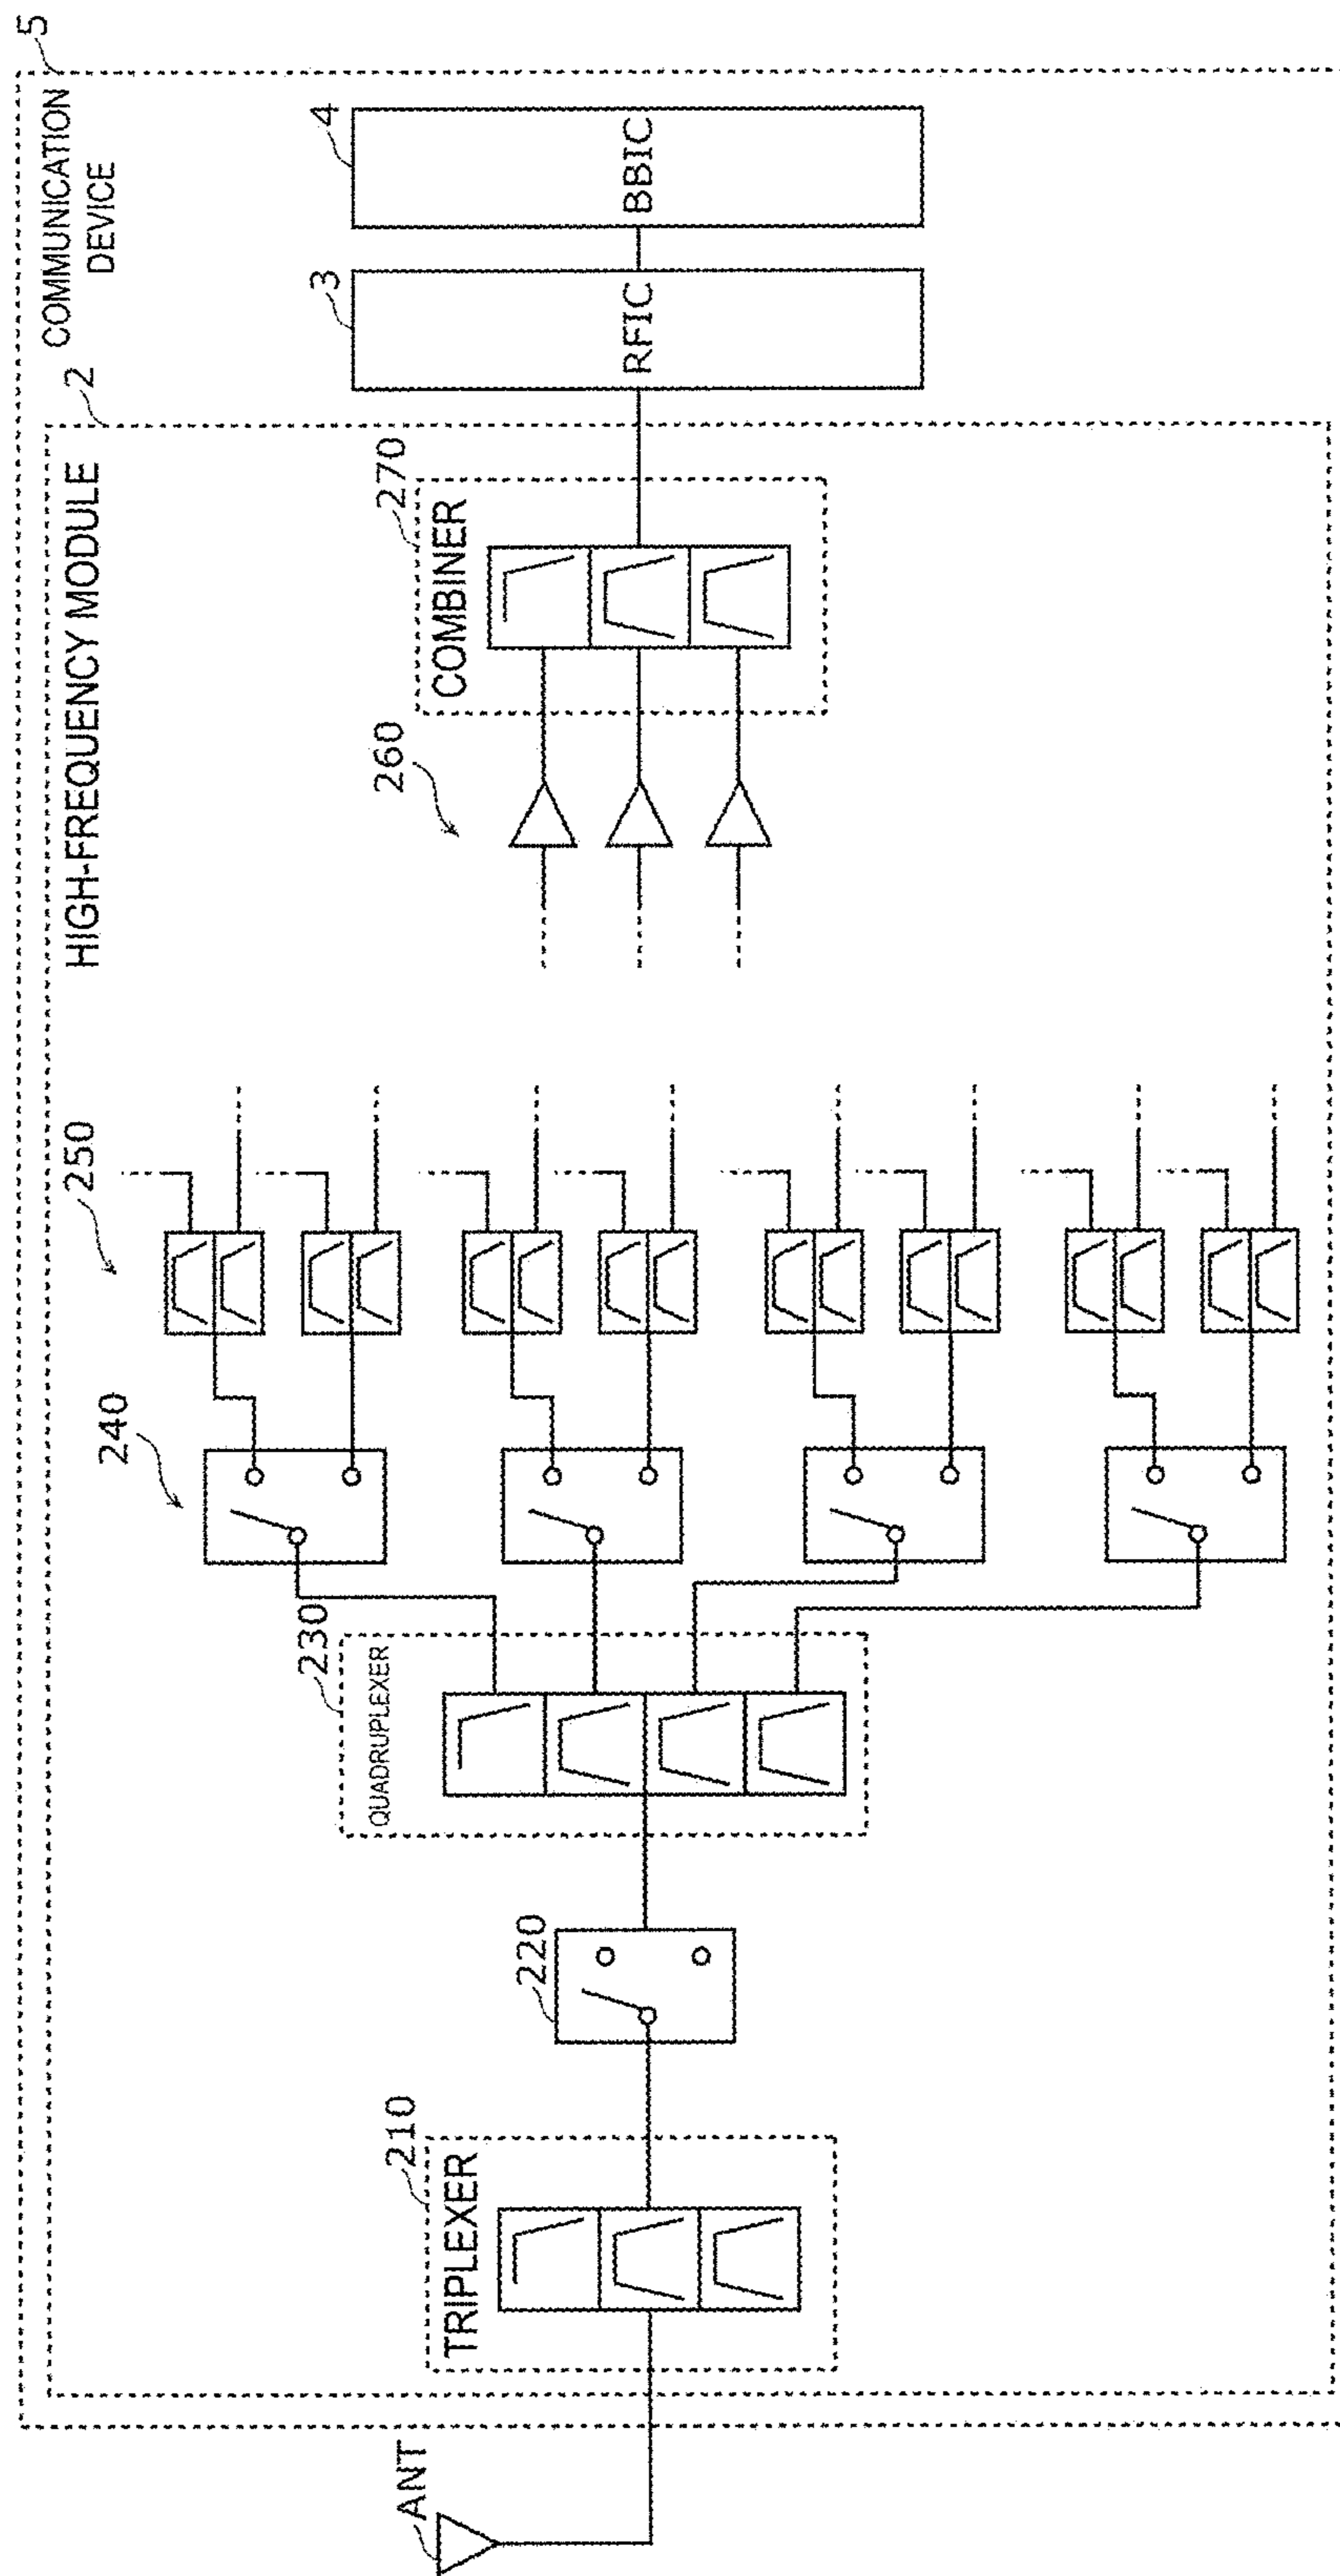 5
COMMUNICATION
DEVICE
2
HIGH-FREQUENCY MODULE
ANT
TRIPLEXER
210
220
QUADRUPLEXER
230
240
250
260
COMBINER
270
RFIC
3
BBIC
4